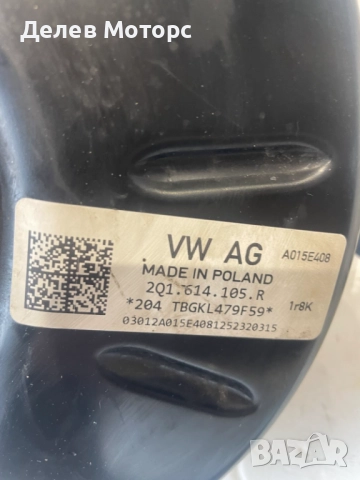 Делев Моторс
VW AG
A015E408
MADE IN POLAND
2Q1.614.105.R
*204 TBGKL479F59*
1r8K
03012A015E4081252320315
BAZAR